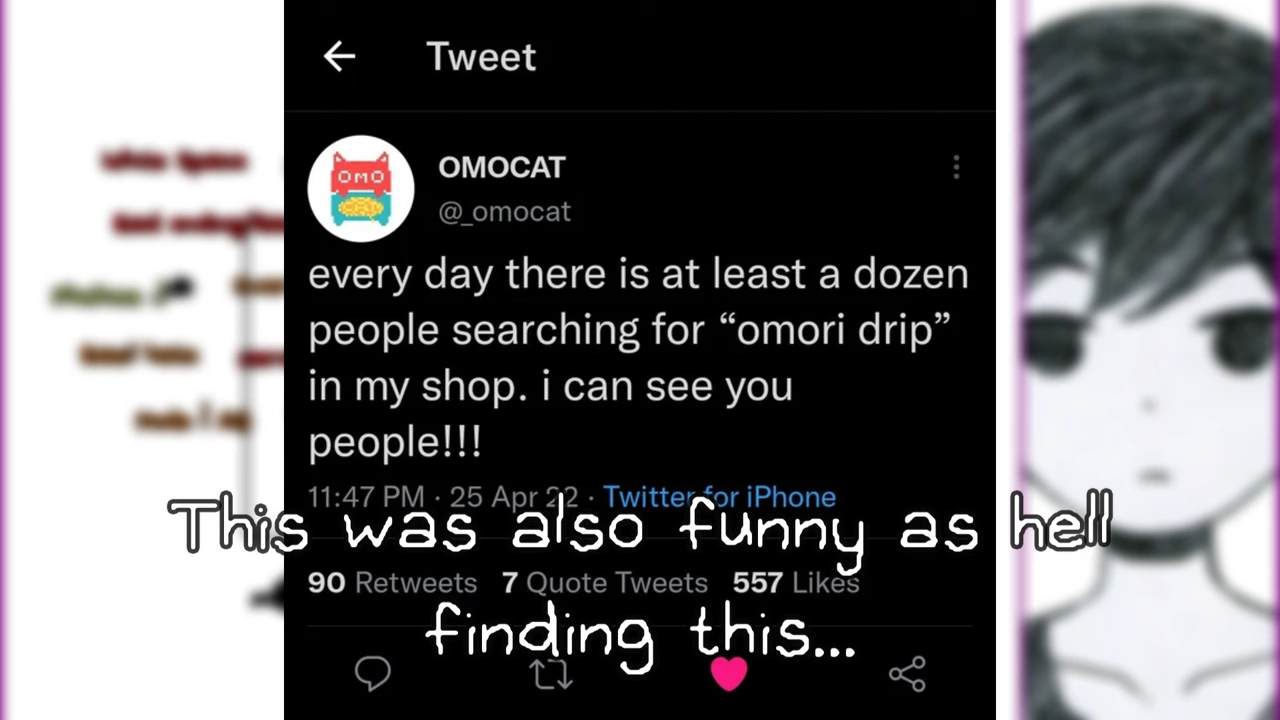 Tweet
OMO
OMOCAT
@_omocat
every day there is at least a dozen
people searching for “omori drip”
in my shop. i can see you
people!!!
11:47 PM · 25 Apr 22 · Twitter for iPhone
This was also funny as hell
90 Retweets 7 Quote Tweets 557 Likes
finding this...